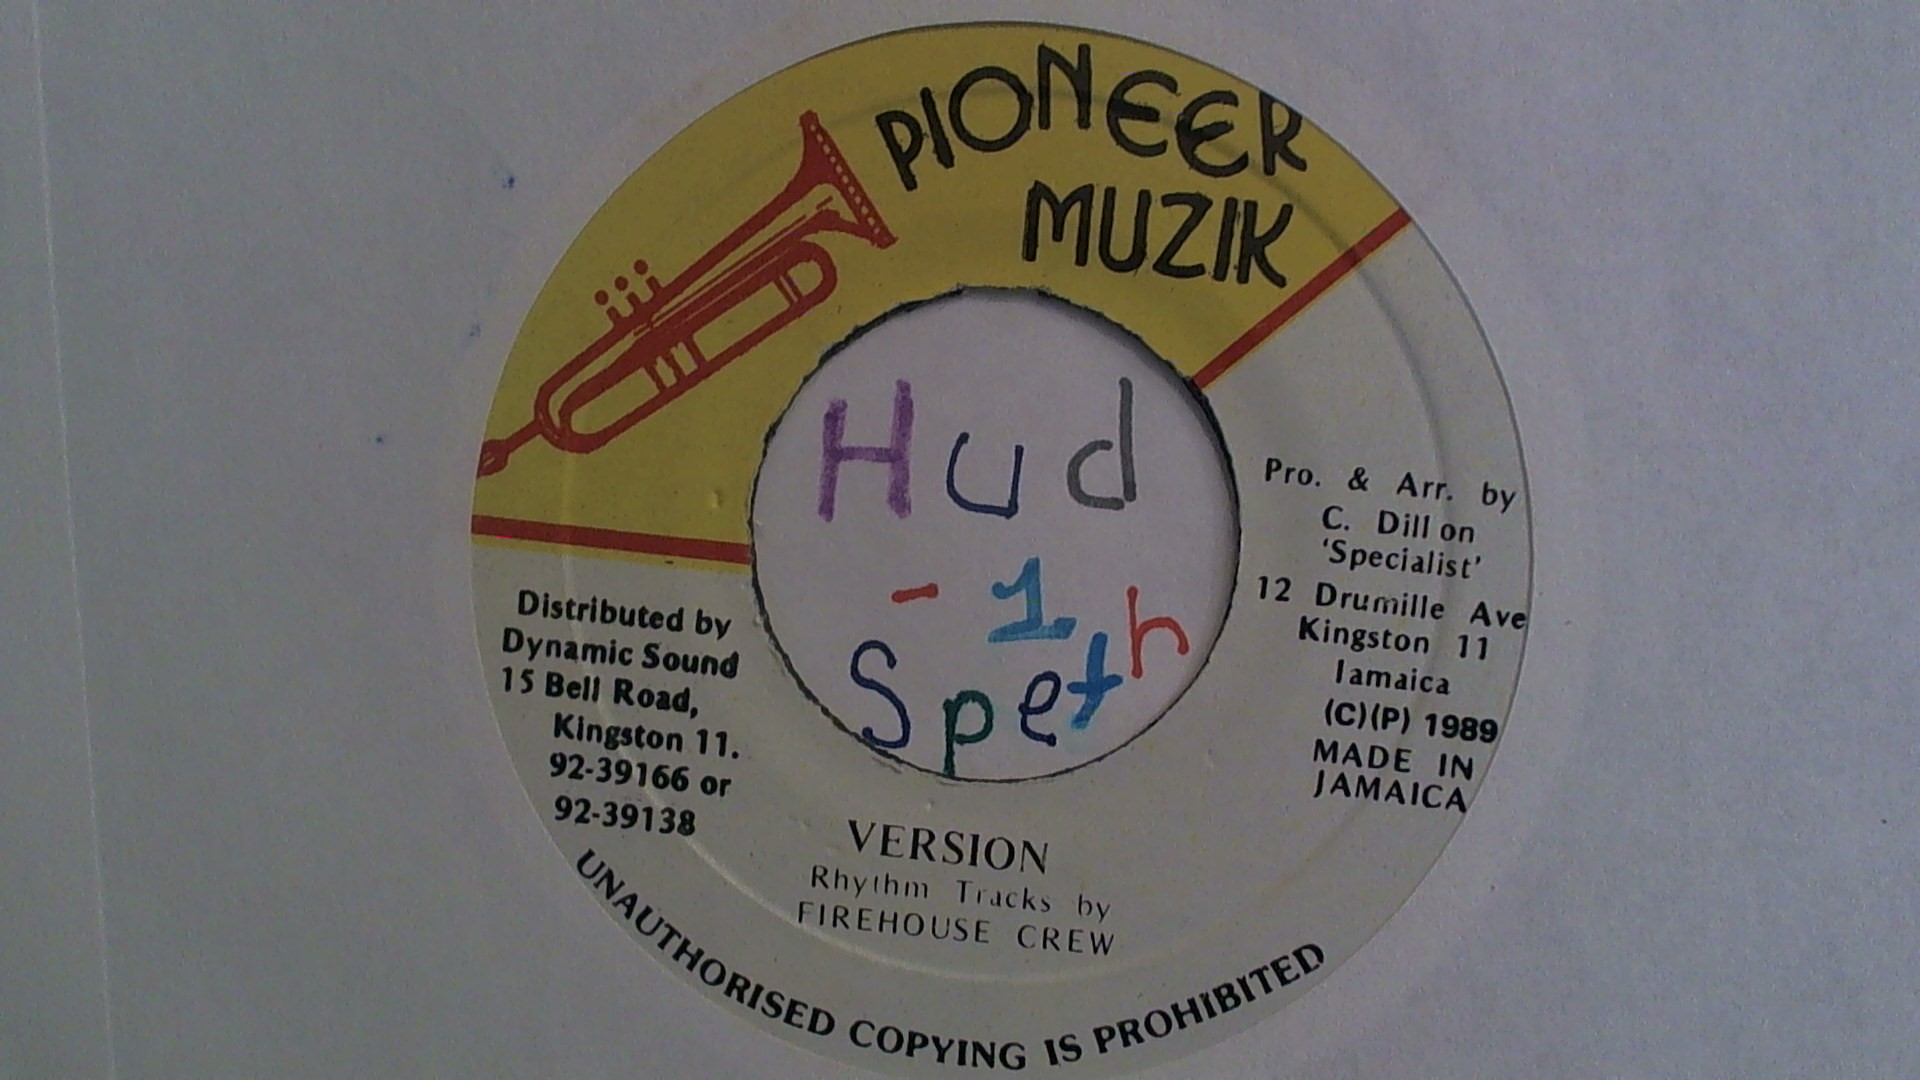 PIONEER
MUZIK
Hud
- 1
Speth
Pro. & Arr. by
C. Dillon
'Specialist'
12 Drumille Ave
Kingston 11
Jamaica
(C)(P) 1989
MADE IN
JAMAICA
Distributed by
Dynamic Sound
15 Bell Road,
Kingston 11.
92-39166 or
92-39138
VERSION
Rhythm Tracks by
FIREHOUSE CREW
UNAUTHORISED COPYING IS PROHIBITED